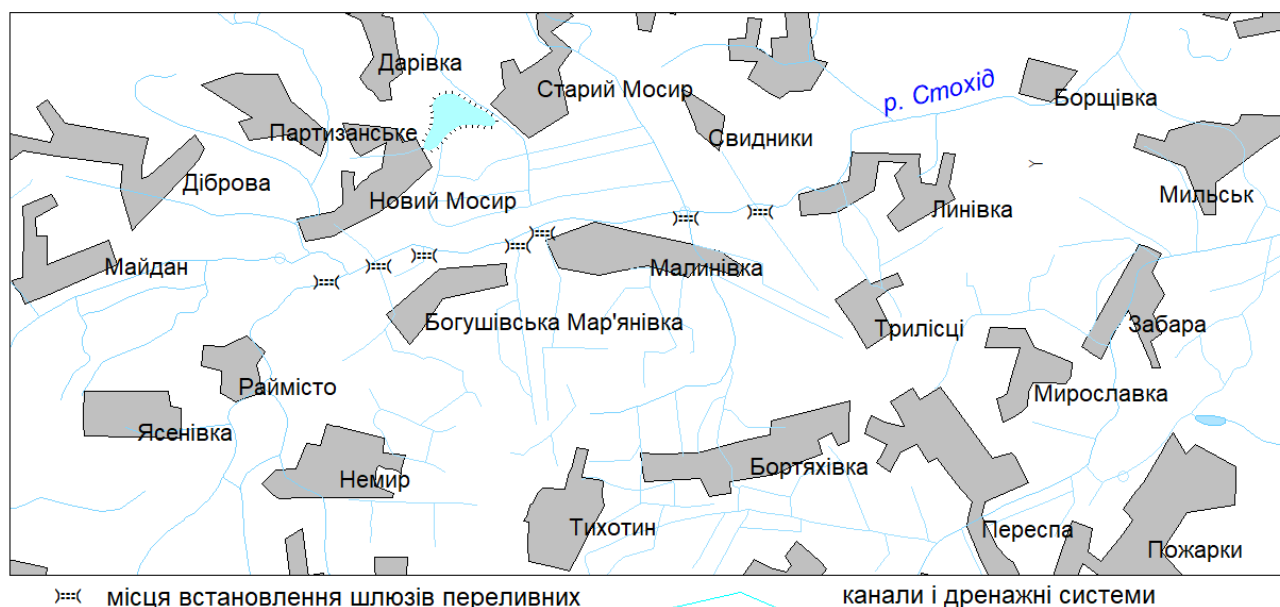 Дарівка
Старий Мосир
р. Стохід
Борщівка
Партизанське
Свидники
Діброва
Новий Мосир
Линівка
Мильськ
Майдан
Малинівка
Богушівська Мар'янівка
Трилісці
Забара
Раймісто
Мирославка
Ясенівка
Немир
Бортяхівка
Тихотин
Переспа
Пожарки
місця встановлення шлюзів переливних
канали і дренажні системи